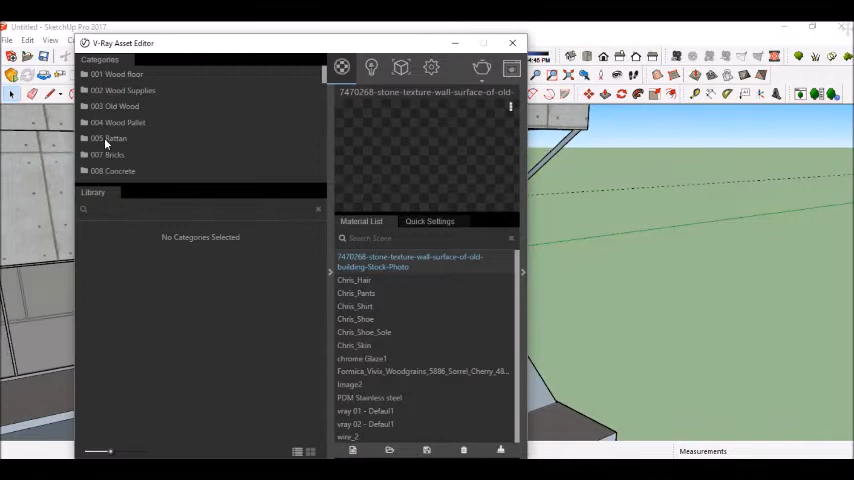 Untitled - SketchUp Pro 2017
V-Ray Asset Editor
File Edit
Categories
001 Wood floor
002 Wood Supplies
003 Old Wood
004 Wood Pallet
005 Rattan
007 Bricks
008 Concrete
Library
No Categories Selected
7470268-stone-texture-wall-surface-of-old-
Material List Quick Settings
Search Scene
7470268-stone-texture-wall-surface-of-old-
building-Stock-Photo
Chris_Hair
Chris_Pants
Chris_Shirt
Chris_Shoe
Chris_Shoe_Sole
Chris_Skin
chrome Glaze1
Formica_Vivix_Woodgrains_5886_Sorrel_Cherry_48...
Image2
PDM Stainless steel
vray 01 - Defaul1
vray 02 - Defaul1
wire_2
Measurements